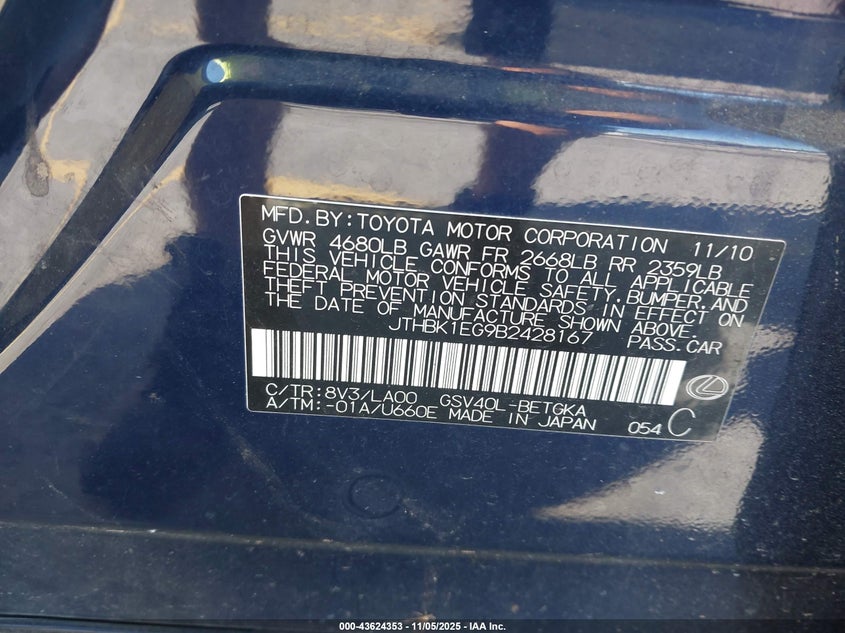 MFD.BY:TOYOTA MOTOR CORPORATION 11/10
GVWR 4680LB GAWR FR 2668LB RR 2359LB
THIS VEHICLE CONFORMS TO ALL APPLICABLE
FEDERAL MOTOR VEHICLE SAFETY,BUMPER,AND
THEFT PREVENTION STANDARDS IN EFFECT ON
THE DATE OF MANUFACTURE SHOWN ABOVE.
JTHBK1EG9B2428167 PASS.CAR
C/TR:8V3/LA00 GSV40L-BETGKA
A/TM:-01A/U660E MADE IN JAPAN 054 C
000-43624353 - 11/05/2025 - IAA Inc.